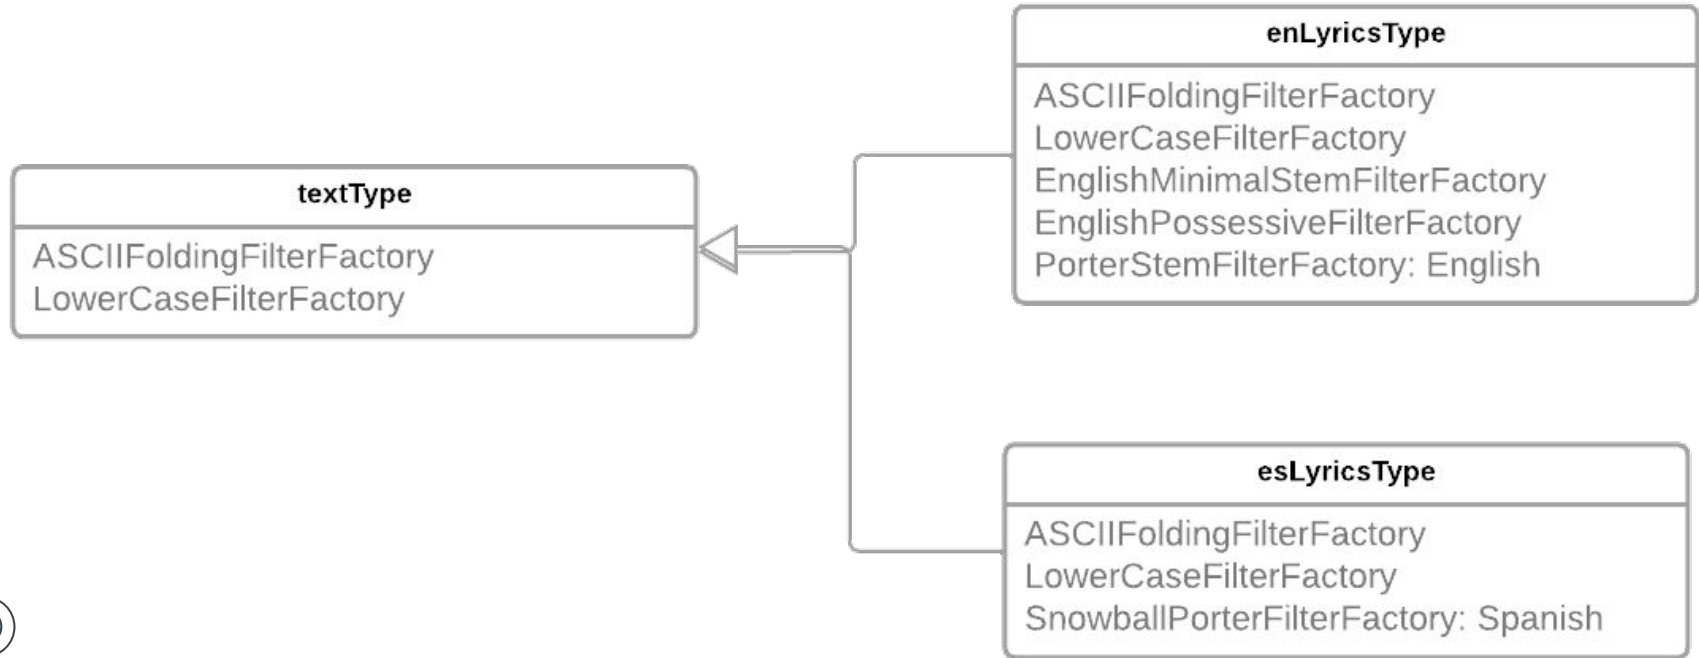 textType
ASCIIFoldingFilterFactory
LowerCaseFilterFactory
enLyricsType
ASCIIFoldingFilterFactory
LowerCaseFilterFactory
EnglishMinimalStemFilterFactory
EnglishPossessiveFilterFactory
PorterStemFilterFactory: English
esLyricsType
ASCIIFoldingFilterFactory
LowerCaseFilterFactory
SnowballPorterFilterFactory: Spanish